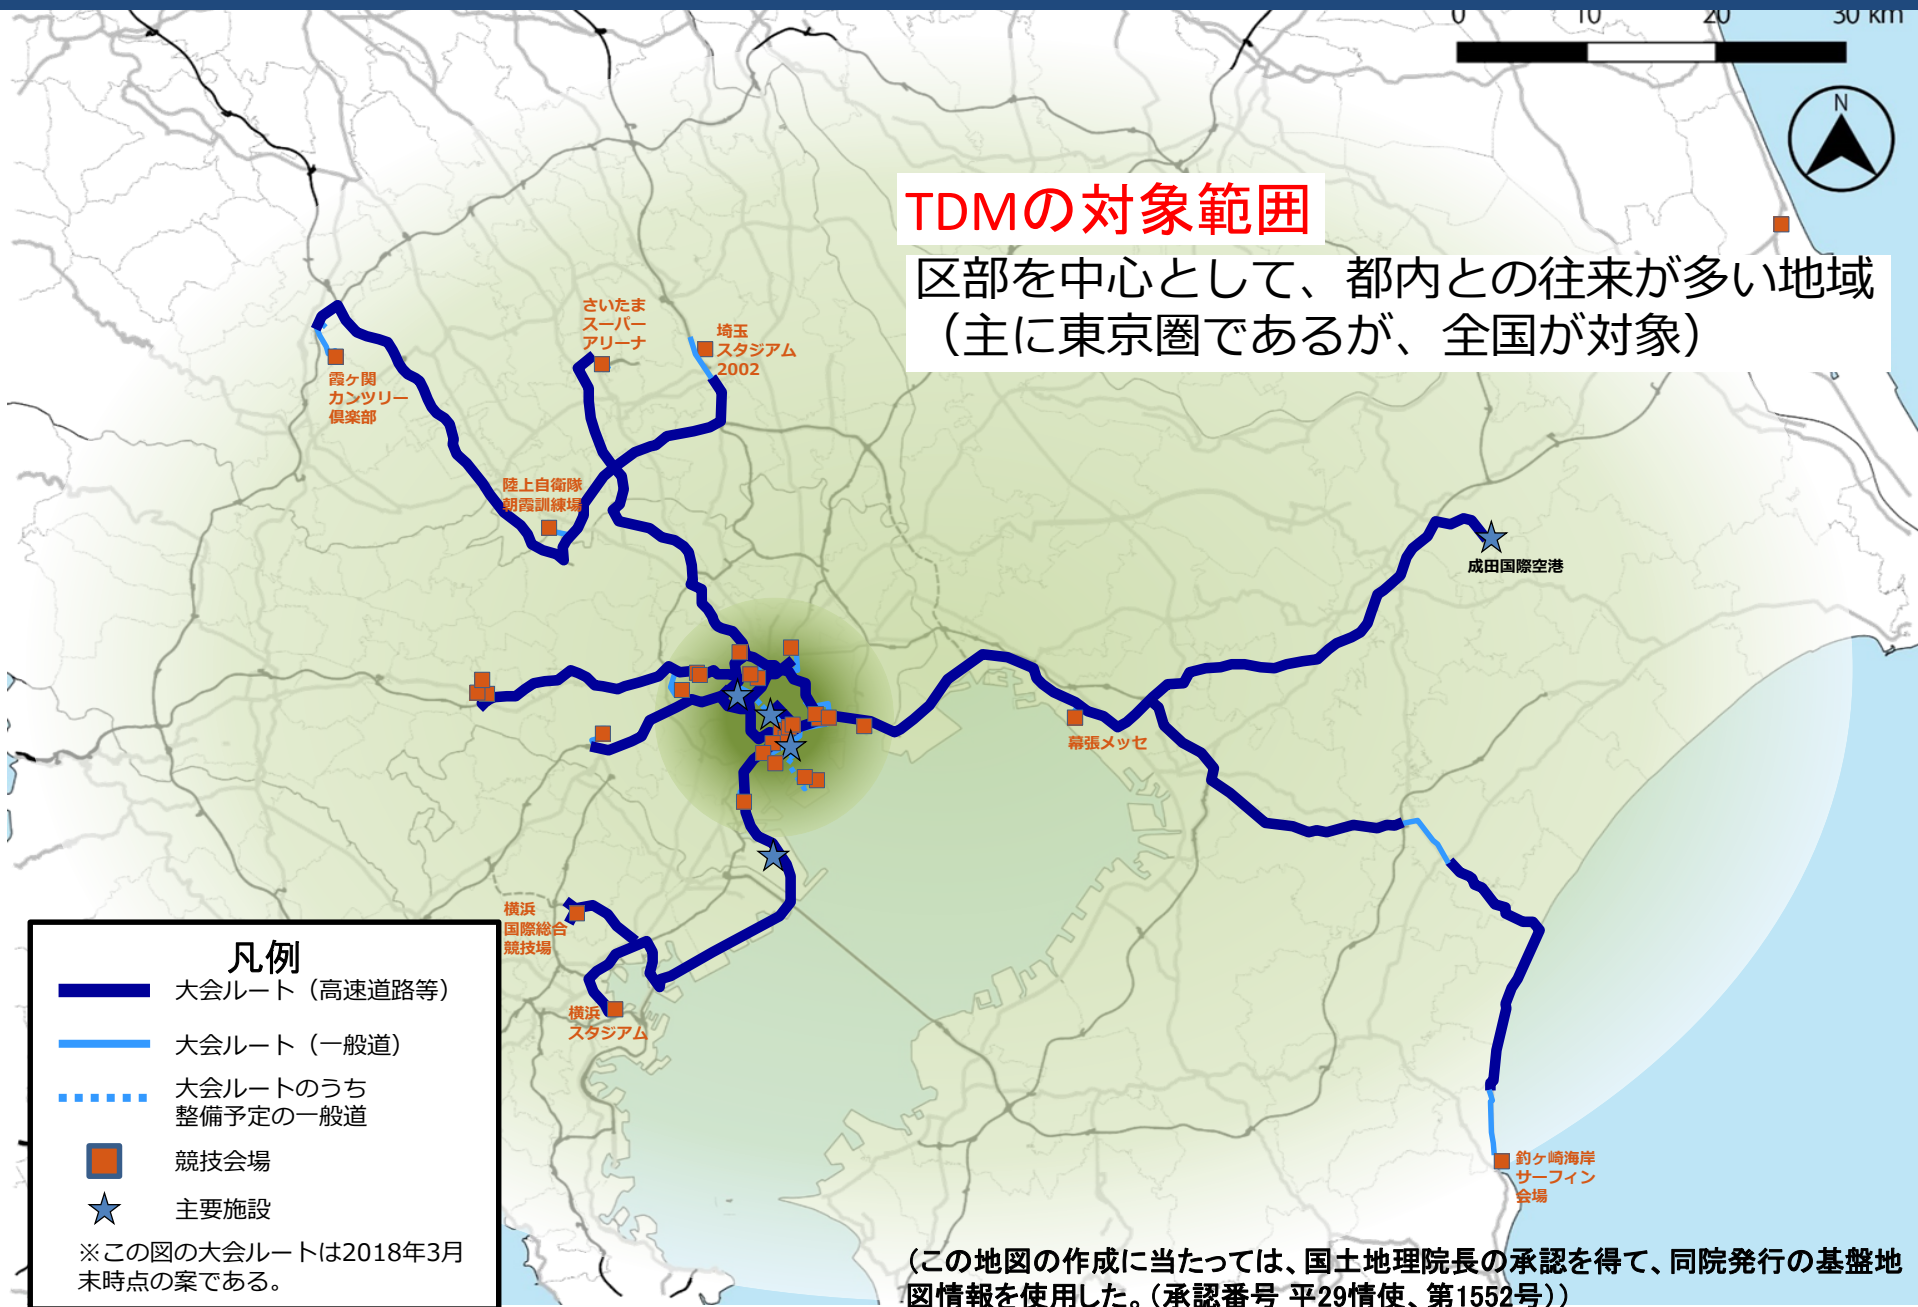 0 10 20 30 km
N
TDMの対象範囲
区部を中心として、都内との往来が多い地域
（主に東京圏であるが、全国が対象）
さいたま
スーパー
アリーナ
埼玉
スタジアム
2002
霞ヶ関
カンツリー
倶楽部
陸上自衛隊
朝霞訓練場
成田国際空港
幕張メッセ
横浜
国際総合
競技場
横浜
スタジアム
釣ヶ崎海岸
サーフィン
会場
凡例
大会ルート（高速道路等）
大会ルート（一般道）
大会ルートのうち
整備予定の一般道
競技会場
主要施設
※この図の大会ルートは2018年3月
末時点の案である。
（この地図の作成に当たっては、国土地理院長の承認を得て、同院発行の基盤地
図情報を使用した。（承認番号 平29情使、第1552号））